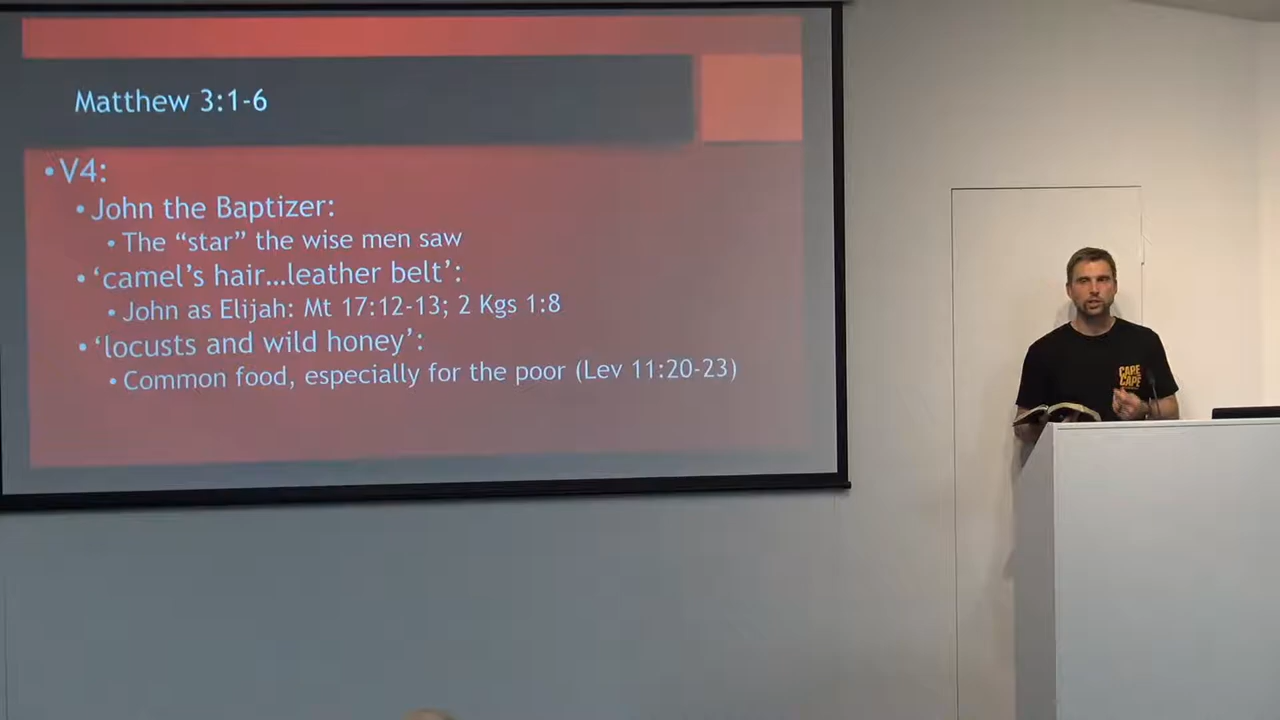 Matthew 3:1-6
• V4:
• John the Baptizer:
• The “star” the wise men saw
• ‘camel’s hair…leather belt’:
• John as Elijah: Mt 17:12-13; 2 Kgs 1:8
• ‘locusts and wild honey’:
• Common food, especially for the poor (Lev 11:20-23)
CAPE
CAPE